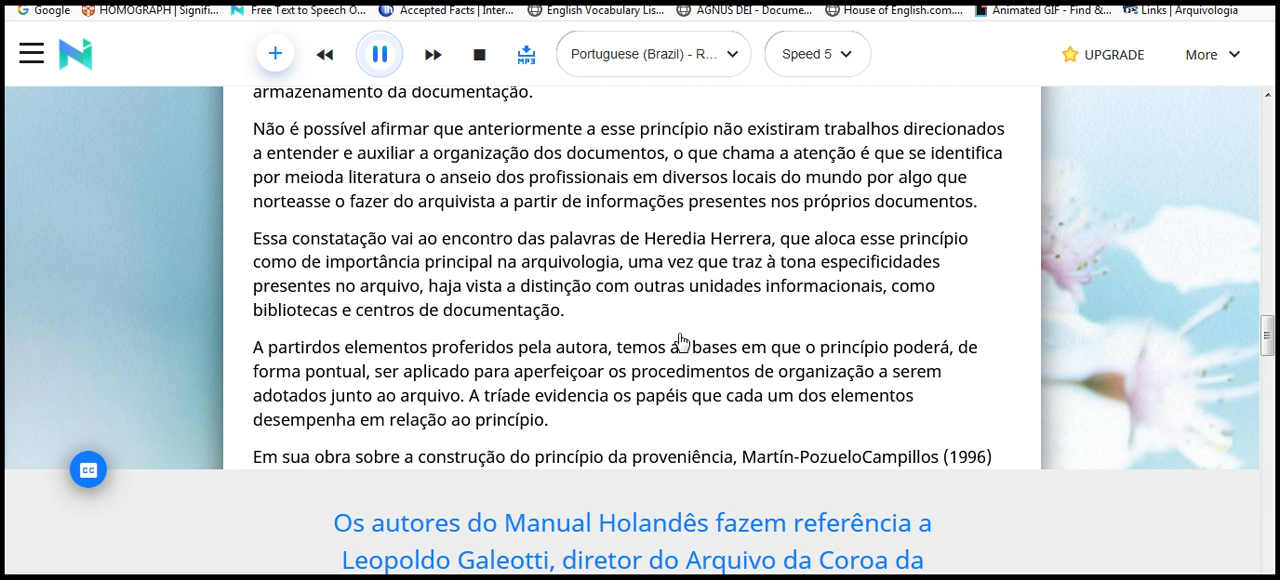 Google
HOMOGRAPH | Signifi...
Free Text to Speech O...
Accepted Facts | Inter...
English Vocabulary Lis...
AGNUS DEI - Docume...
House of English.com....
Animated GIF - Find &...
Links | Arquivologia
MP3
Portuguese (Brazil) - R...
Speed 5
UPGRADE
More
armazenamento da documentação.
Não é possível afirmar que anteriormente a esse princípio não existiram trabalhos direcionados
a entender e auxiliar a organização dos documentos, o que chama a atenção é que se identifica
por meioda literatura o anseio dos profissionais em diversos locais do mundo por algo que
norteasse o fazer do arquivista a partir de informações presentes nos próprios documentos.
Essa constatação vai ao encontro das palavras de Heredia Herrera, que aloca esse princípio
como de importância principal na arquivologia, uma vez que traz à tona especificidades
presentes no arquivo, haja vista a distinção com outras unidades informacionais, como
bibliotecas e centros de documentação.
A partirdos elementos proferidos pela autora, temos as bases em que o princípio poderá, de
forma pontual, ser aplicado para aperfeiçoar os procedimentos de organização a serem
adotados junto ao arquivo. A tríade evidencia os papéis que cada um dos elementos
desempenha em relação ao princípio.
Em sua obra sobre a construção do princípio da proveniência, Martín-PozueloCampillos (1996)
CC
Os autores do Manual Holandês fazem referência a
Leopoldo Galeotti, diretor do Arquivo da Coroa da